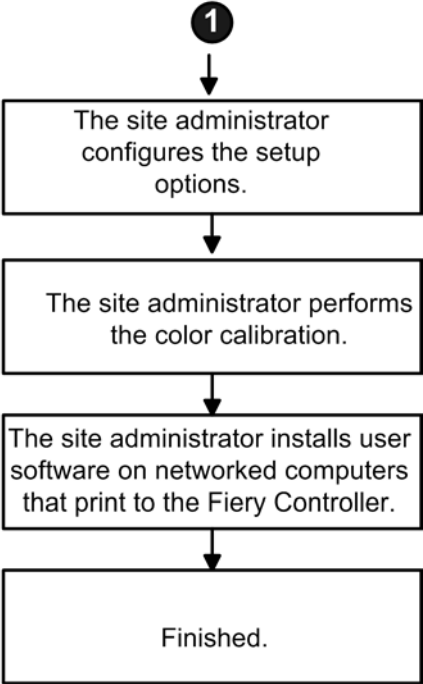 1
The site administrator
configures the setup
options.
The site administrator performs
the color calibration.
The site administrator installs user
software on networked computers
that print to the Fiery Controller.
Finished.